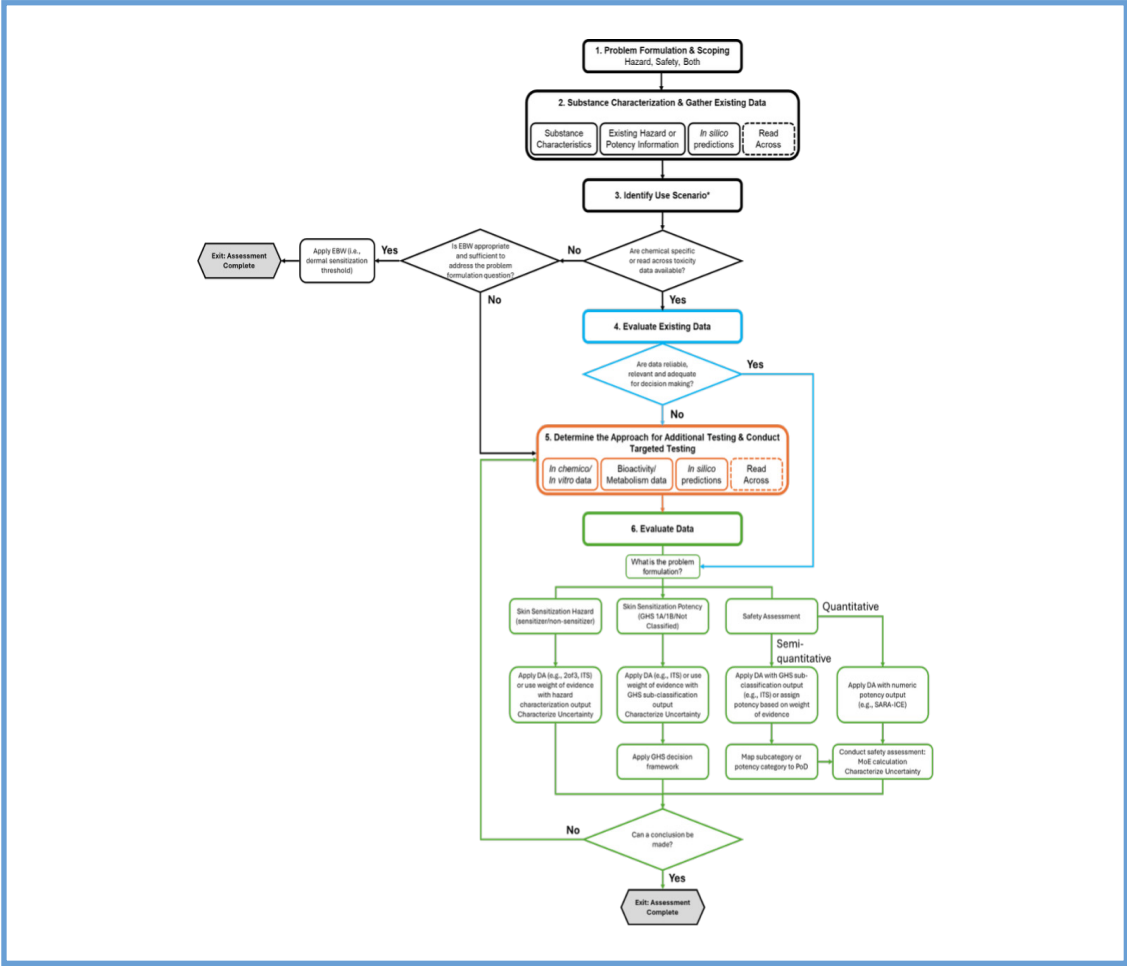 1. Problem Formulation & Scoping
Hazard, Safety, Both
2. Substance Characterization & Gather Existing Data
Substance
Characteristics
Existing Hazard or
Potency Information
In silico
predictions
Read
Across
3. Identify Use Scenario*
Are chemical specific
or read across toxicity
data available?
No
Is EBW appropriate
and sufficient to
address the problem
formulation question?
Yes
Apply EBW (i.e.,
dermal sensitization
threshold)
Exit: Assessment
Complete
No
Yes
4. Evaluate Existing Data
Are data reliable,
relevant and adequate
for decision making?
Yes
No
5. Determine the Approach for Additional Testing & Conduct
Targeted Testing
In chemico/
In vitro data
Bioactivity/
Metabolism data
In silico
predictions
Read
Across
6. Evaluate Data
What is the problem
formulation?
Skin Sensitization Hazard
(sensitizer/non-sensitizer)
Skin Sensitization Potency
(GHS 1A/1B/Not
Classified)
Safety Assessment
Quantitative
Semi-
quantitative
Apply DA (e.g., 2of3, ITS)
or use weight of evidence
with hazard
characterization output
Characterize Uncertainty
Apply DA (e.g., ITS) or use
weight of evidence with
GHS sub-classification
output
Characterize Uncertainty
Apply DA with GHS sub-
classification output
(e.g., ITS) or assign
potency based on weight
of evidence
Apply DA with numeric
potency output
(e.g., SARA-ICE)
Apply GHS decision
framework
Map subcategory or
potency category to PoD
Conduct safety assessment:
MoE calculation
Characterize Uncertainty
No
Can a conclusion be
made?
Yes
Exit: Assessment
Complete